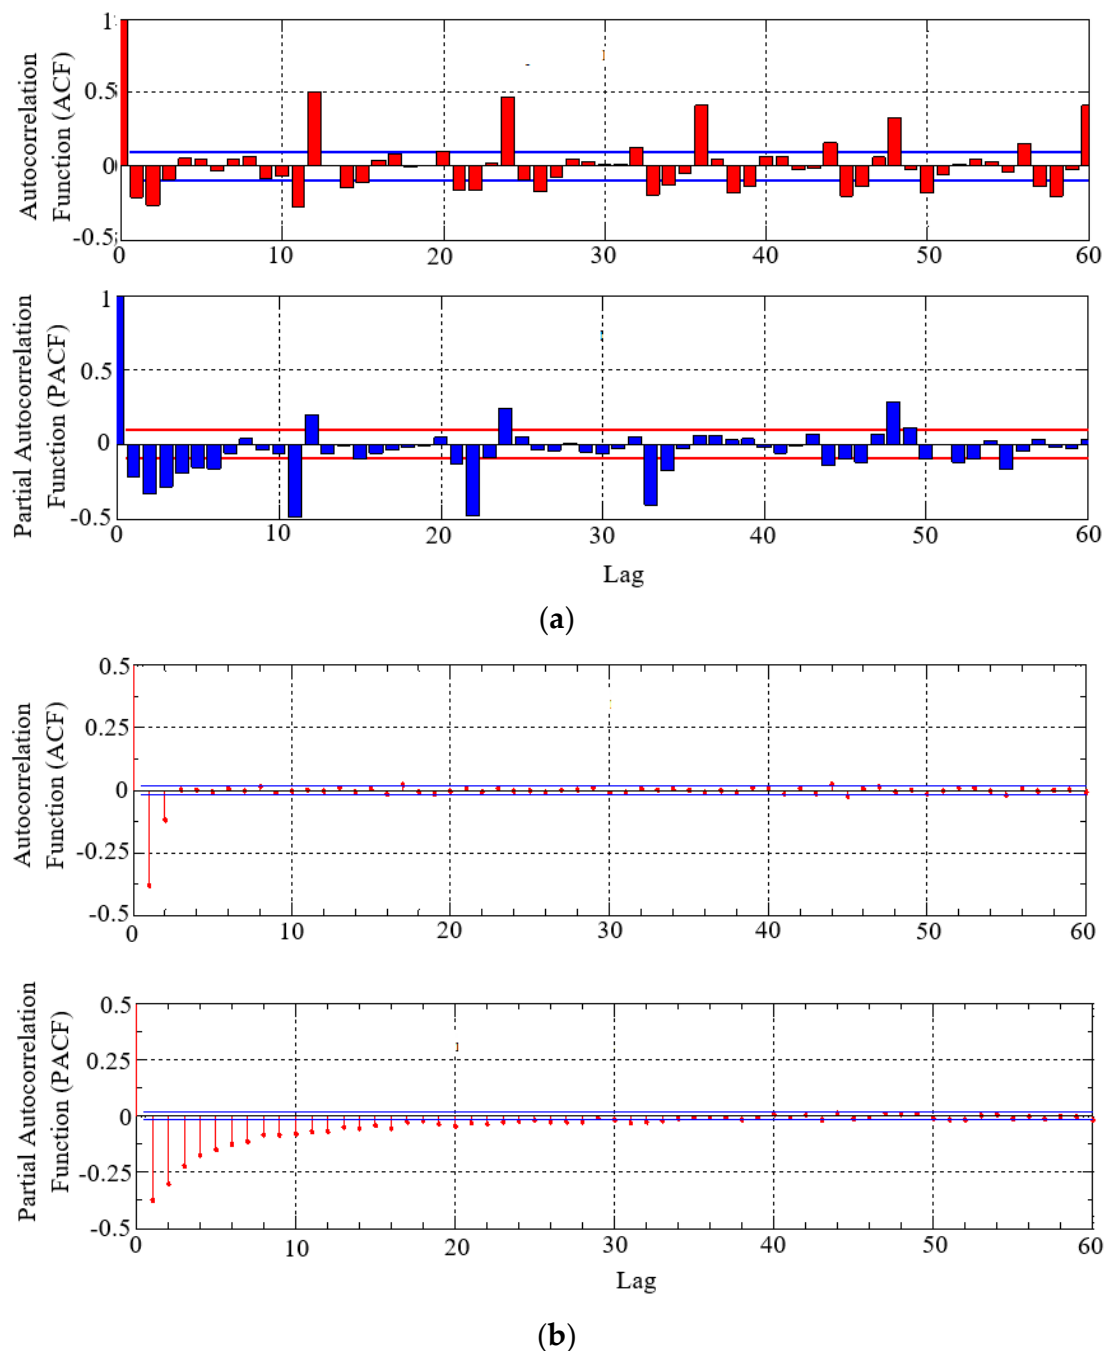 Autocorrelation
Function (ACF)
1
0.5
0
-0.5
0 10 20 30 40 50 60
Partial Autocorrelation
Function (PACF)
1
0.5
0
-0.5
0 10 20 30 40 50 60
Lag
(a)
Autocorrelation
Function (ACF)
0.5
0.25
0
-0.25
-0.5
0 10 20 30 40 50 60
Partial Autocorrelation
Function (PACF)
0.5
0.25
0
-0.25
-0.5
0 10 20 30 40 50 60
Lag
(b)